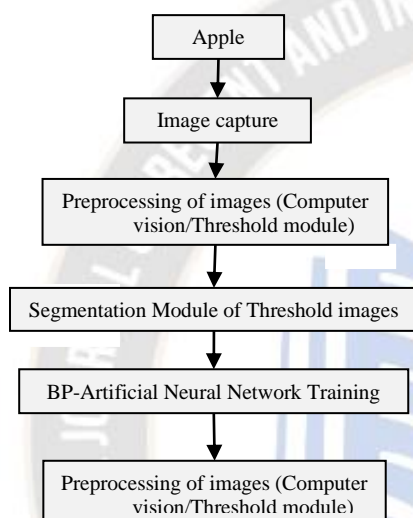 Apple
Image capture
Preprocessing of images (Computer
vision/Threshold module)
Segmentation Module of Threshold images
BP-Artificial Neural Network Training
Preprocessing of images (Computer
vision/Threshold module)